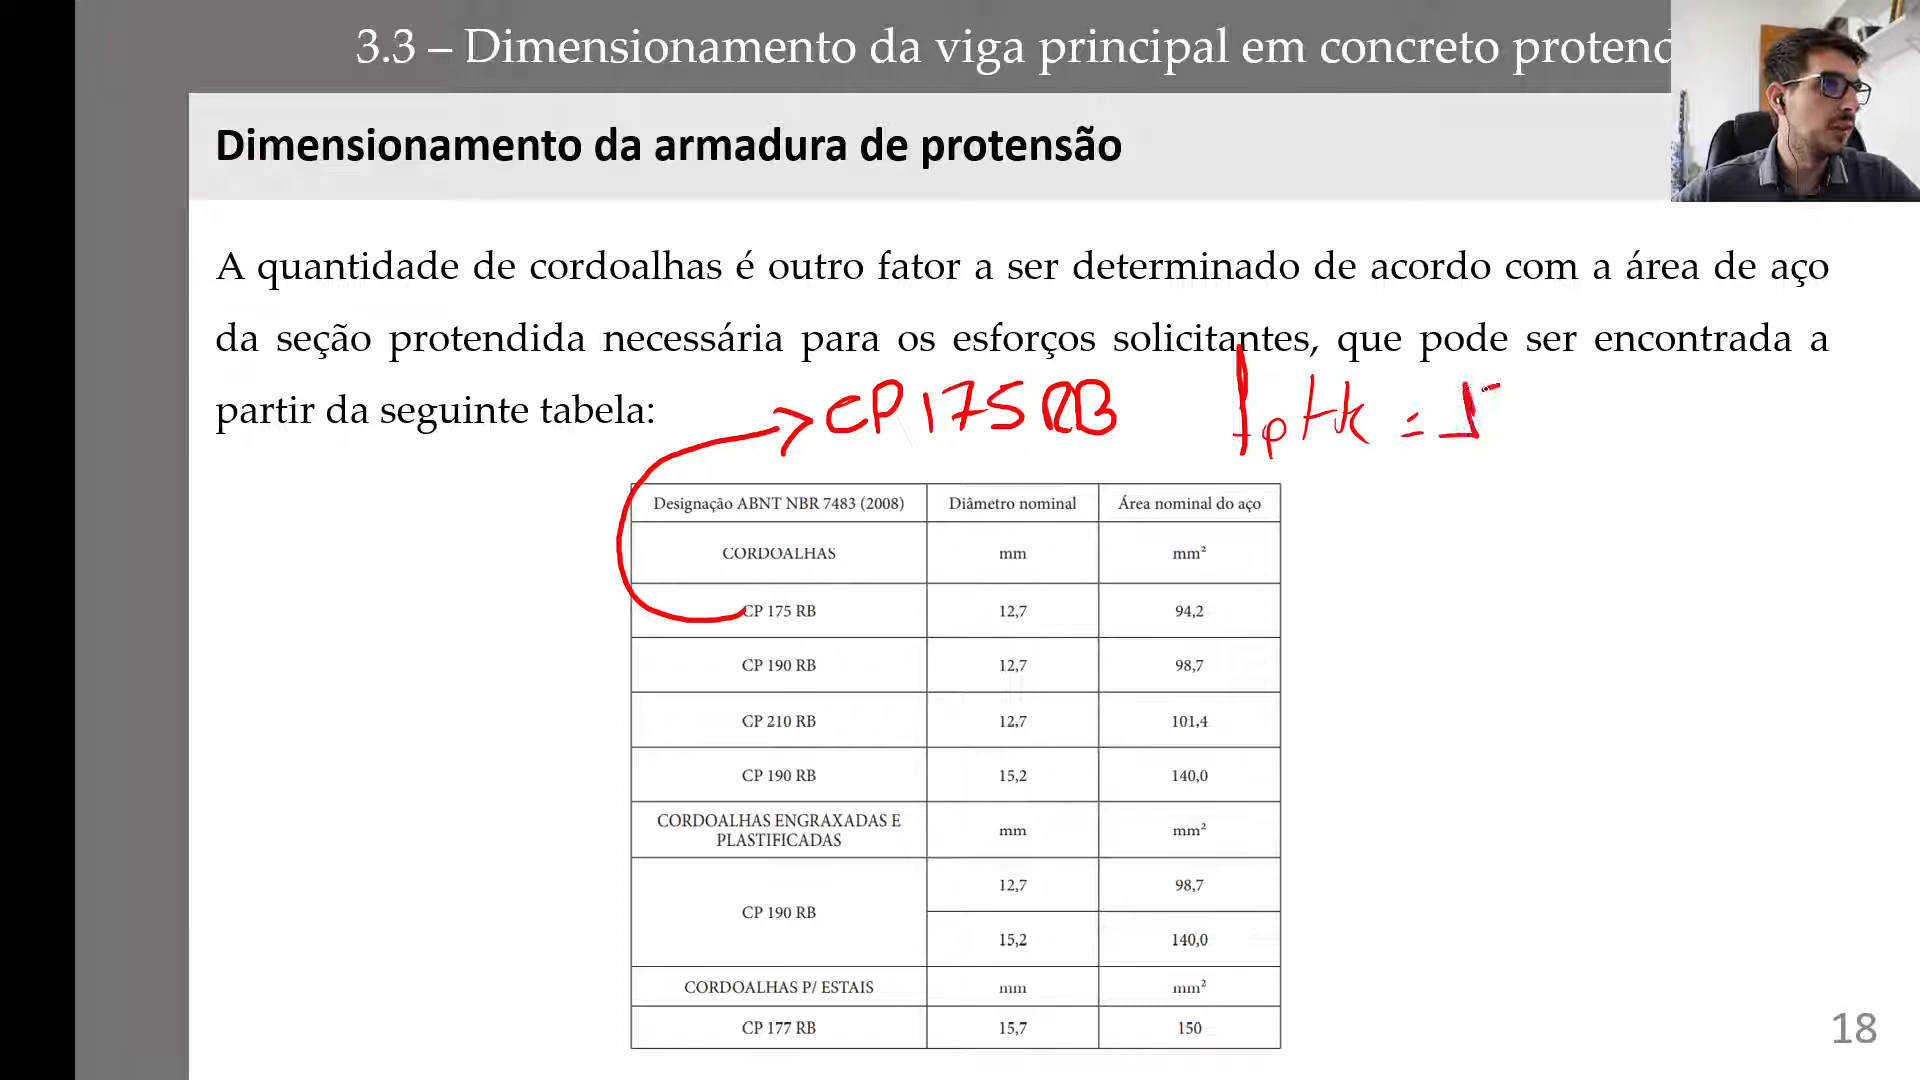 3.3 – Dimensionamento da viga principal em concreto protend
Dimensionamento da armadura de protensão
A quantidade de cordoalhas é outro fator a ser determinado de acordo com a área de aço
da seção protendida necessária para os esforços solicitantes, que pode ser encontrada a
partir da seguinte tabela:
CP175RB fptk = 1
Designação ABNT NBR 7483 (2008) Diâmetro nominal Área nominal do aço
CORDOALHAS mm mm²
CP 175 RB 12,7 94,2
CP 190 RB 12,7 98,7
CP 210 RB 12,7 101,4
CP 190 RB 15,2 140,0
CORDOALHAS ENGRAXADAS E
PLASTIFICADAS mm mm²
CP 190 RB 12,7 98,7
15,2 140,0
CORDOALHAS P/ ESTAIS mm mm²
CP 177 RB 15,7 150
18